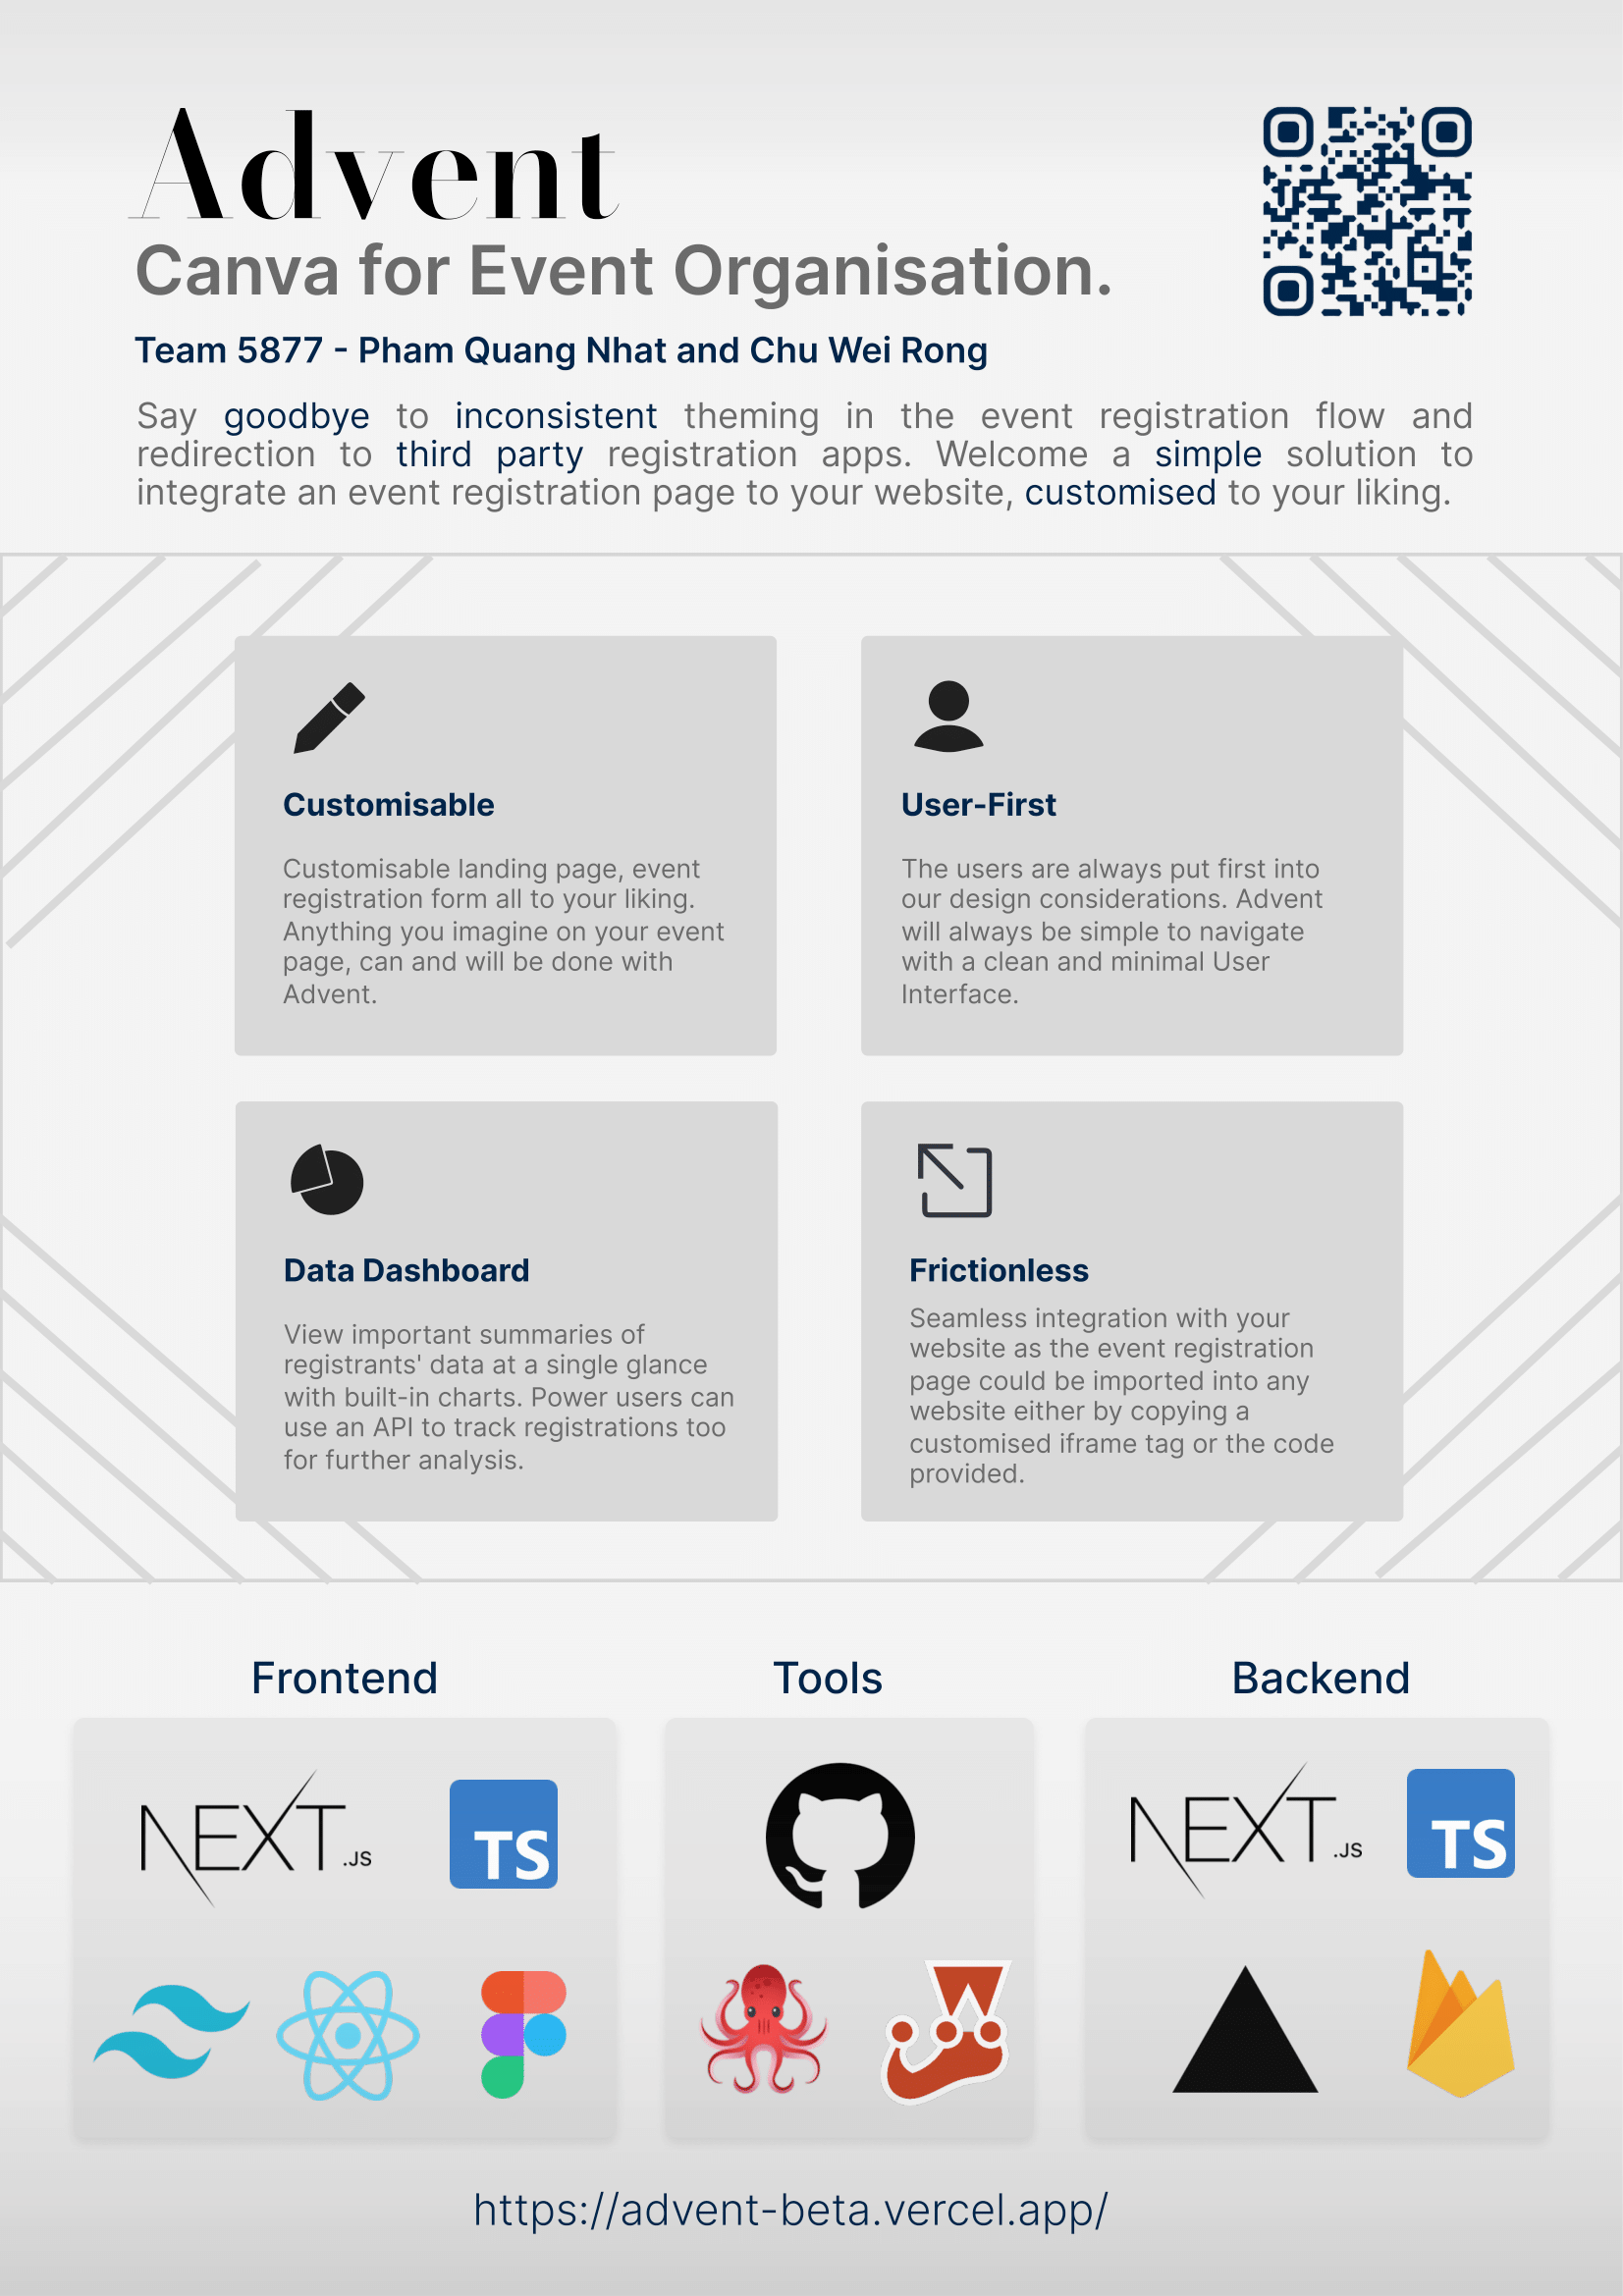 Advent
Canva for Event Organisation.
Team 5877 - Pham Quang Nhat and Chu Wei Rong
Say goodbye to inconsistent theming in the event registration flow and
redirection to third party registration apps. Welcome a simple solution to
integrate an event registration page to your website, customised to your liking.
Customisable
Customisable landing page, event
registration form all to your liking.
Anything you imagine on your event
page, can and will be done with
Advent.
User-First
The users are always put first into
our design considerations. Advent
will always be simple to navigate
with a clean and minimal User
Interface.
Data Dashboard
View important summaries of
registrants' data at a single glance
with built-in charts. Power users can
use an API to track registrations too
for further analysis.
Frictionless
Seamless integration with your
website as the event registration
page could be imported into any
website either by copying a
customised iframe tag or the code
provided.
Frontend
NEXT.JS
TS
Tools
Backend
NEXT.JS
TS
https://advent-beta.vercel.app/